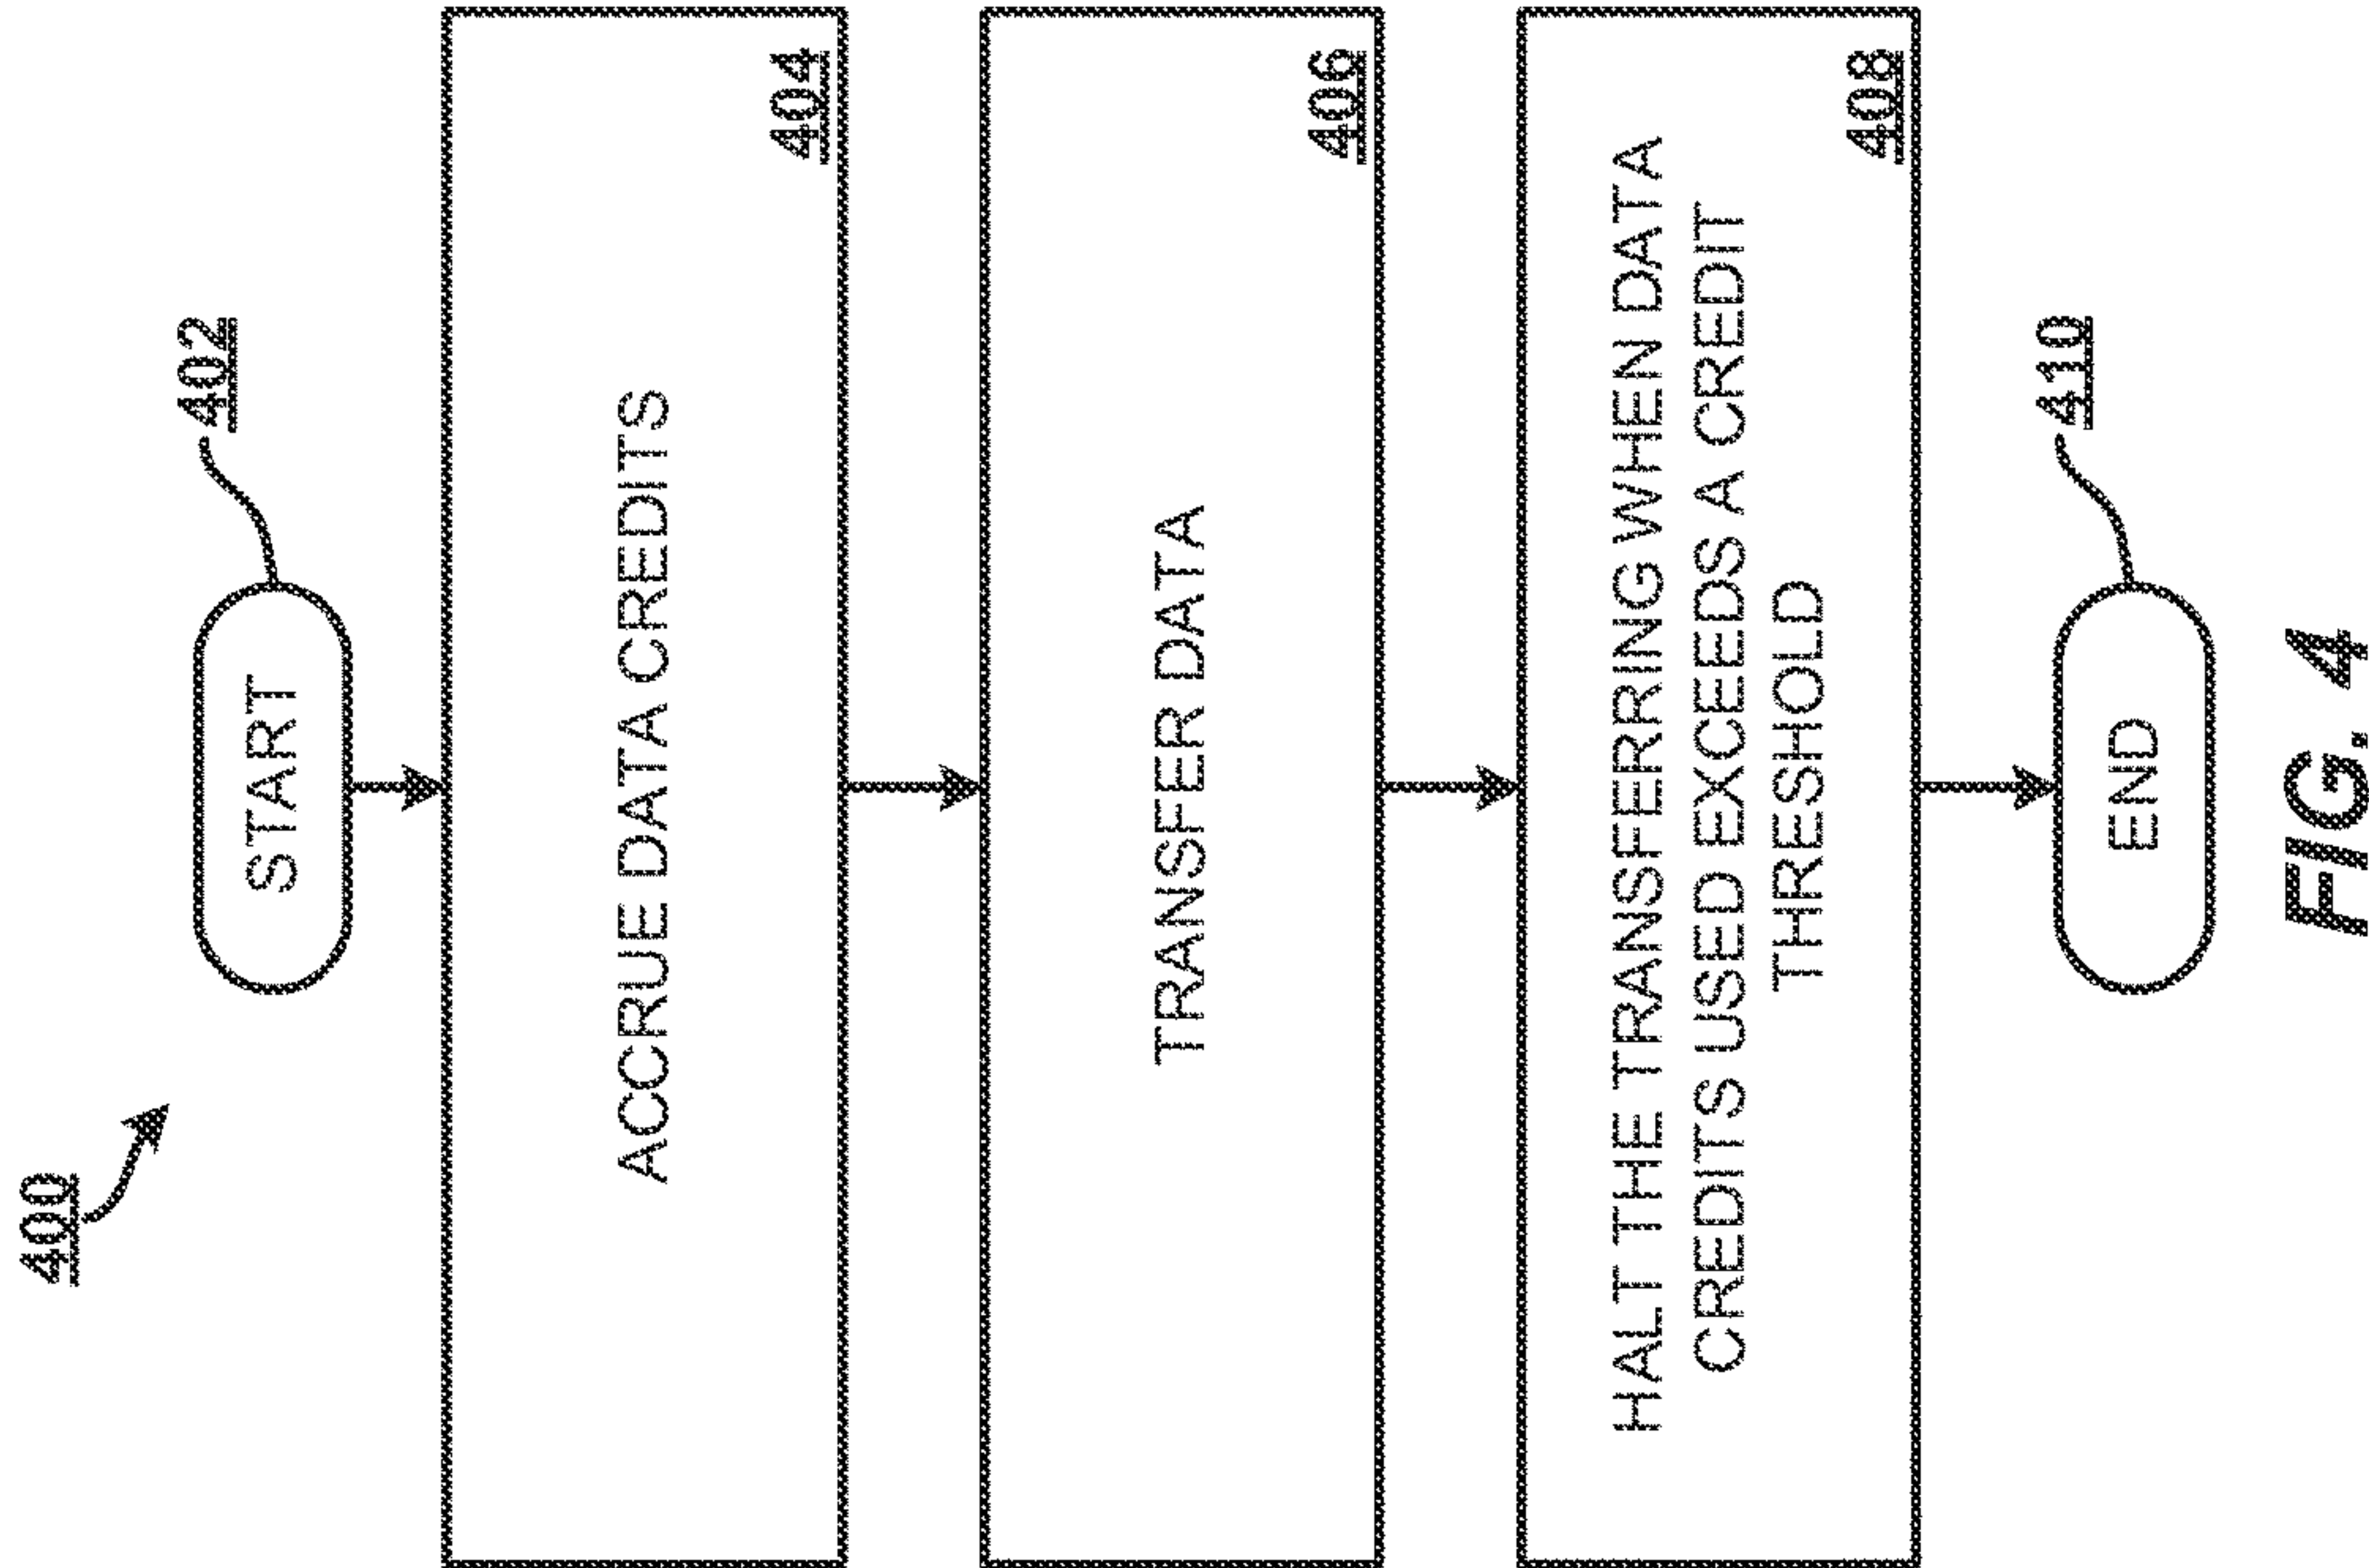 400
402
START
ACCRUE DATA CREDITS
404
TRANSFER DATA
406
HALT THE TRANSFERRING WHEN DATA
CREDITS USED EXCEEDS A CREDIT
THRESHOLD
408
410
END
FIG. 4